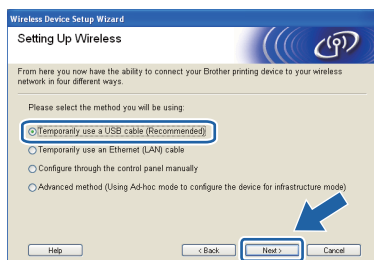 Wireless Device Setup Wizard
Setting Up Wireless
From here you now have the ability to connect your Brother printing device to your wireless
network in four different ways.
Please select the method you will be using:
Temporarily use a USB cable (Recommended)
Temporarily use an Ethernet (LAN) cable
Configure through the control panel manually
Advanced method (Using Ad-hoc mode to configure the device for infrastructure mode)
Help < Back Next > Cancel